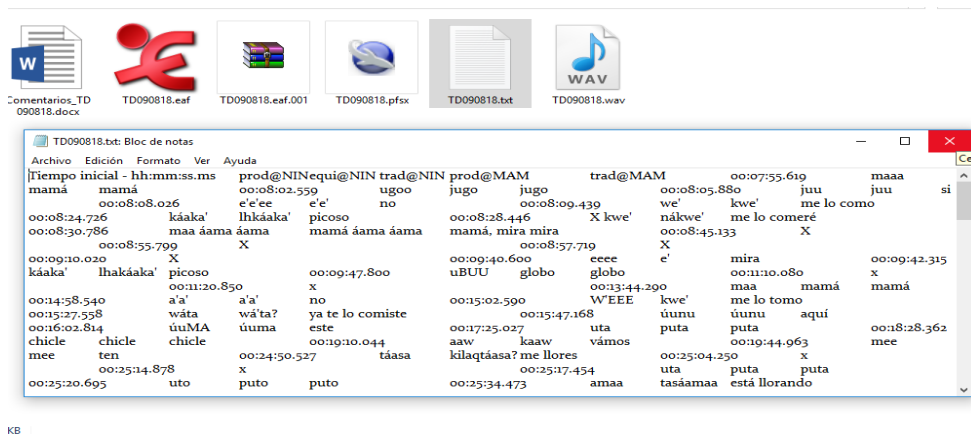 W
WAV
Comentarios_TD
090818.docx
TD090818.eaf
TD090818.eaf.001
TD090818.pfsx
TD090818.txt
TD090818.wav
TD090818.txt: Bloc de notas
Archivo Edición Formato Ver Ayuda
Tiempo inicial - hh:mm:ss.ms prod@NINequi@NIN trad@NIN prod@MAM trad@MAM 00:07:55.619 maaa
mamá mamá 00:08:02.559 ugoo jugo jugo 00:08:05.880 juu juu si
00:08:08.026 e'e'ee e'e' no 00:08:09.439 we' kwe' me lo como
00:08:24.726 káaka' lhkáaka' picoso 00:08:28.446 X kwe' nákwe' me lo comeré
00:08:30.786 maa áama áama mamá áama áama mamá, mira mira 00:08:45.133 X
00:08:55.799 X 00:08:57.719 X
00:09:10.020 X 00:09:40.600 eeee e' mira 00:09:42.315
káaka' lhakáaka' picoso 00:09:47.800 uBUU globo globo 00:11:10.080 x
00:11:20.850 x 00:13:44.290 maa mamá mamá
00:14:58.540 a'a' a'a' no 00:15:02.590 W'EEE kwe' me lo tomo
00:15:27.558 wáta wá'ta? ya te lo comiste 00:15:47.168 úunu úunu aquí
00:16:02.814 úuMA úuma este 00:17:25.027 uta puta puta 00:18:28.362
chicle chicle chicle 00:19:10.044 aaw kaaw vámos 00:19:44.963 mee
mee ten 00:24:50.527 táasa kilaqtáasa? me llores 00:25:04.250 x
00:25:14.878 x 00:25:17.454 uta puta puta
00:25:20.695 uto puto puto 00:25:34.473 amaa tasáamaa está llorando
Ce
KB